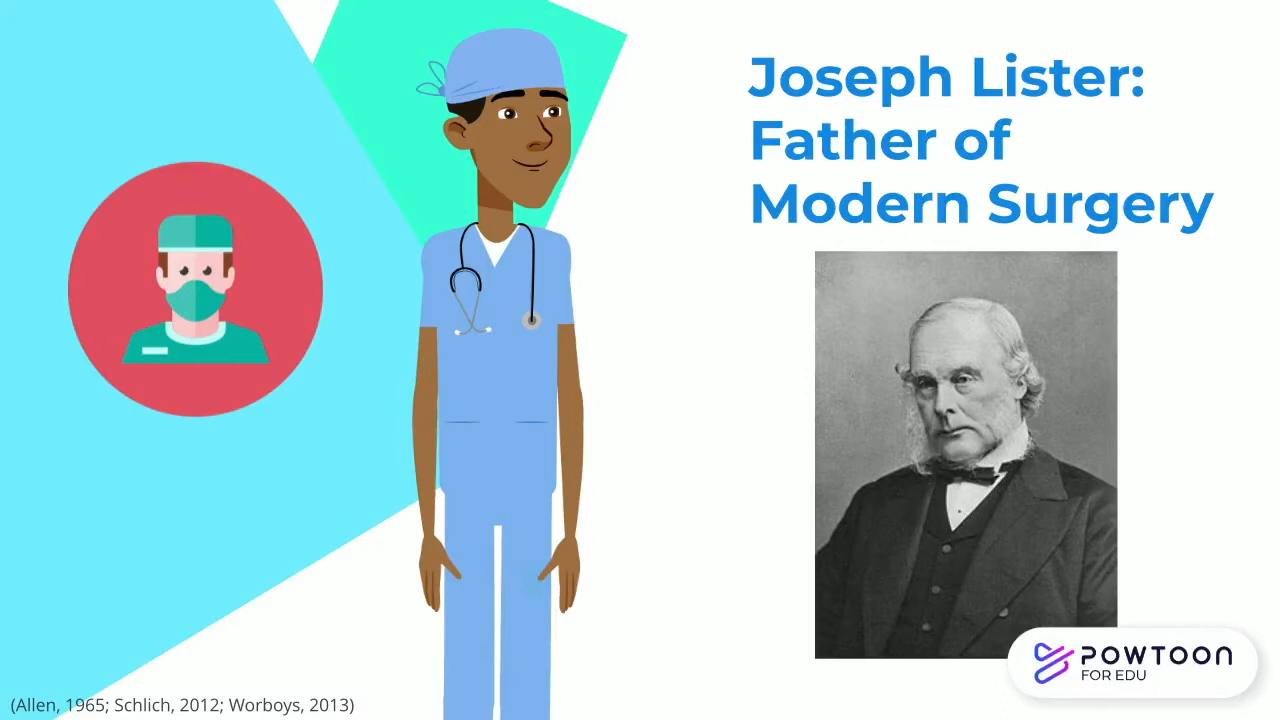 Joseph Lister:
Father of
Modern Surgery
POWTOON
FOR EDU
(Allen, 1965; Schlich, 2012; Worboys, 2013)